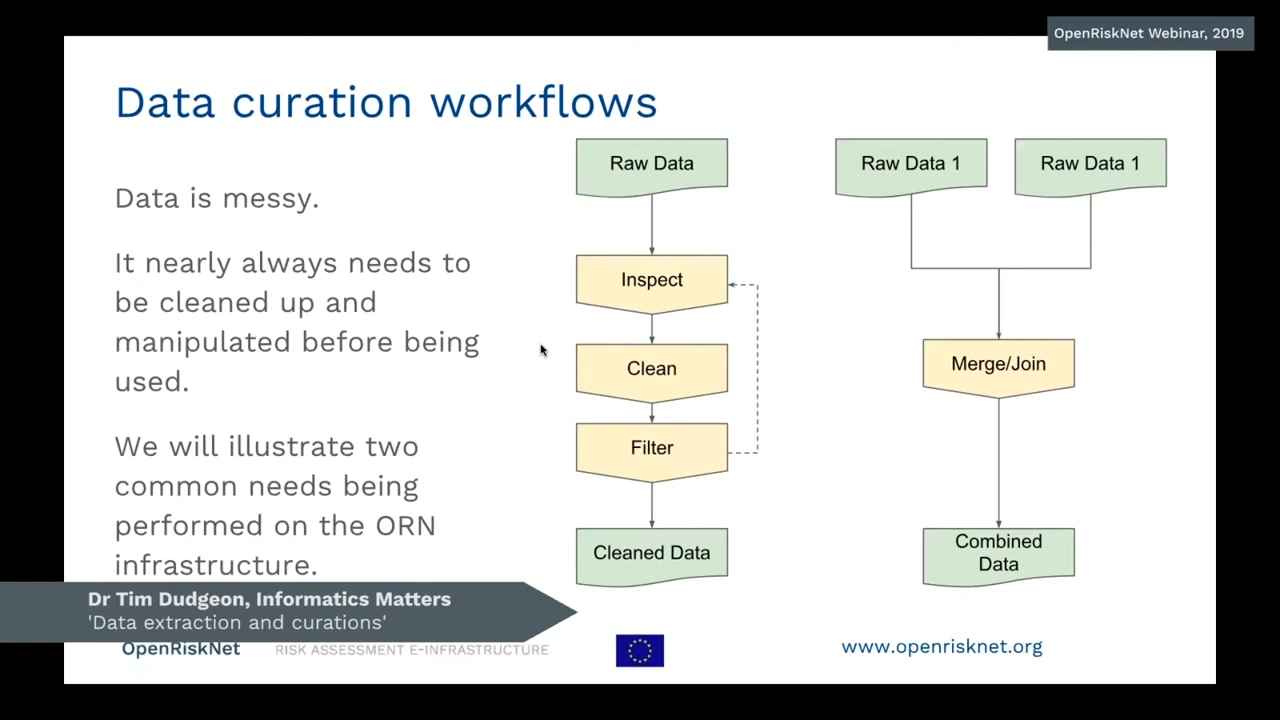 OpenRiskNet Webinar, 2019
Data curation workflows
Data is messy.
It nearly always needs to
be cleaned up and
manipulated before being
used.
We will illustrate two
common needs being
performed on the ORN
infrastructure.
Raw Data
Inspect
Clean
Filter
Cleaned Data
Raw Data 1
Raw Data 1
Merge/Join
Combined
Data
Dr Tim Dudgeon, Informatics Matters
'Data extraction and curations'
OpenRiskNet
RISK ASSESSMENT E-INFRASTRUCTURE
www.openrisknet.org